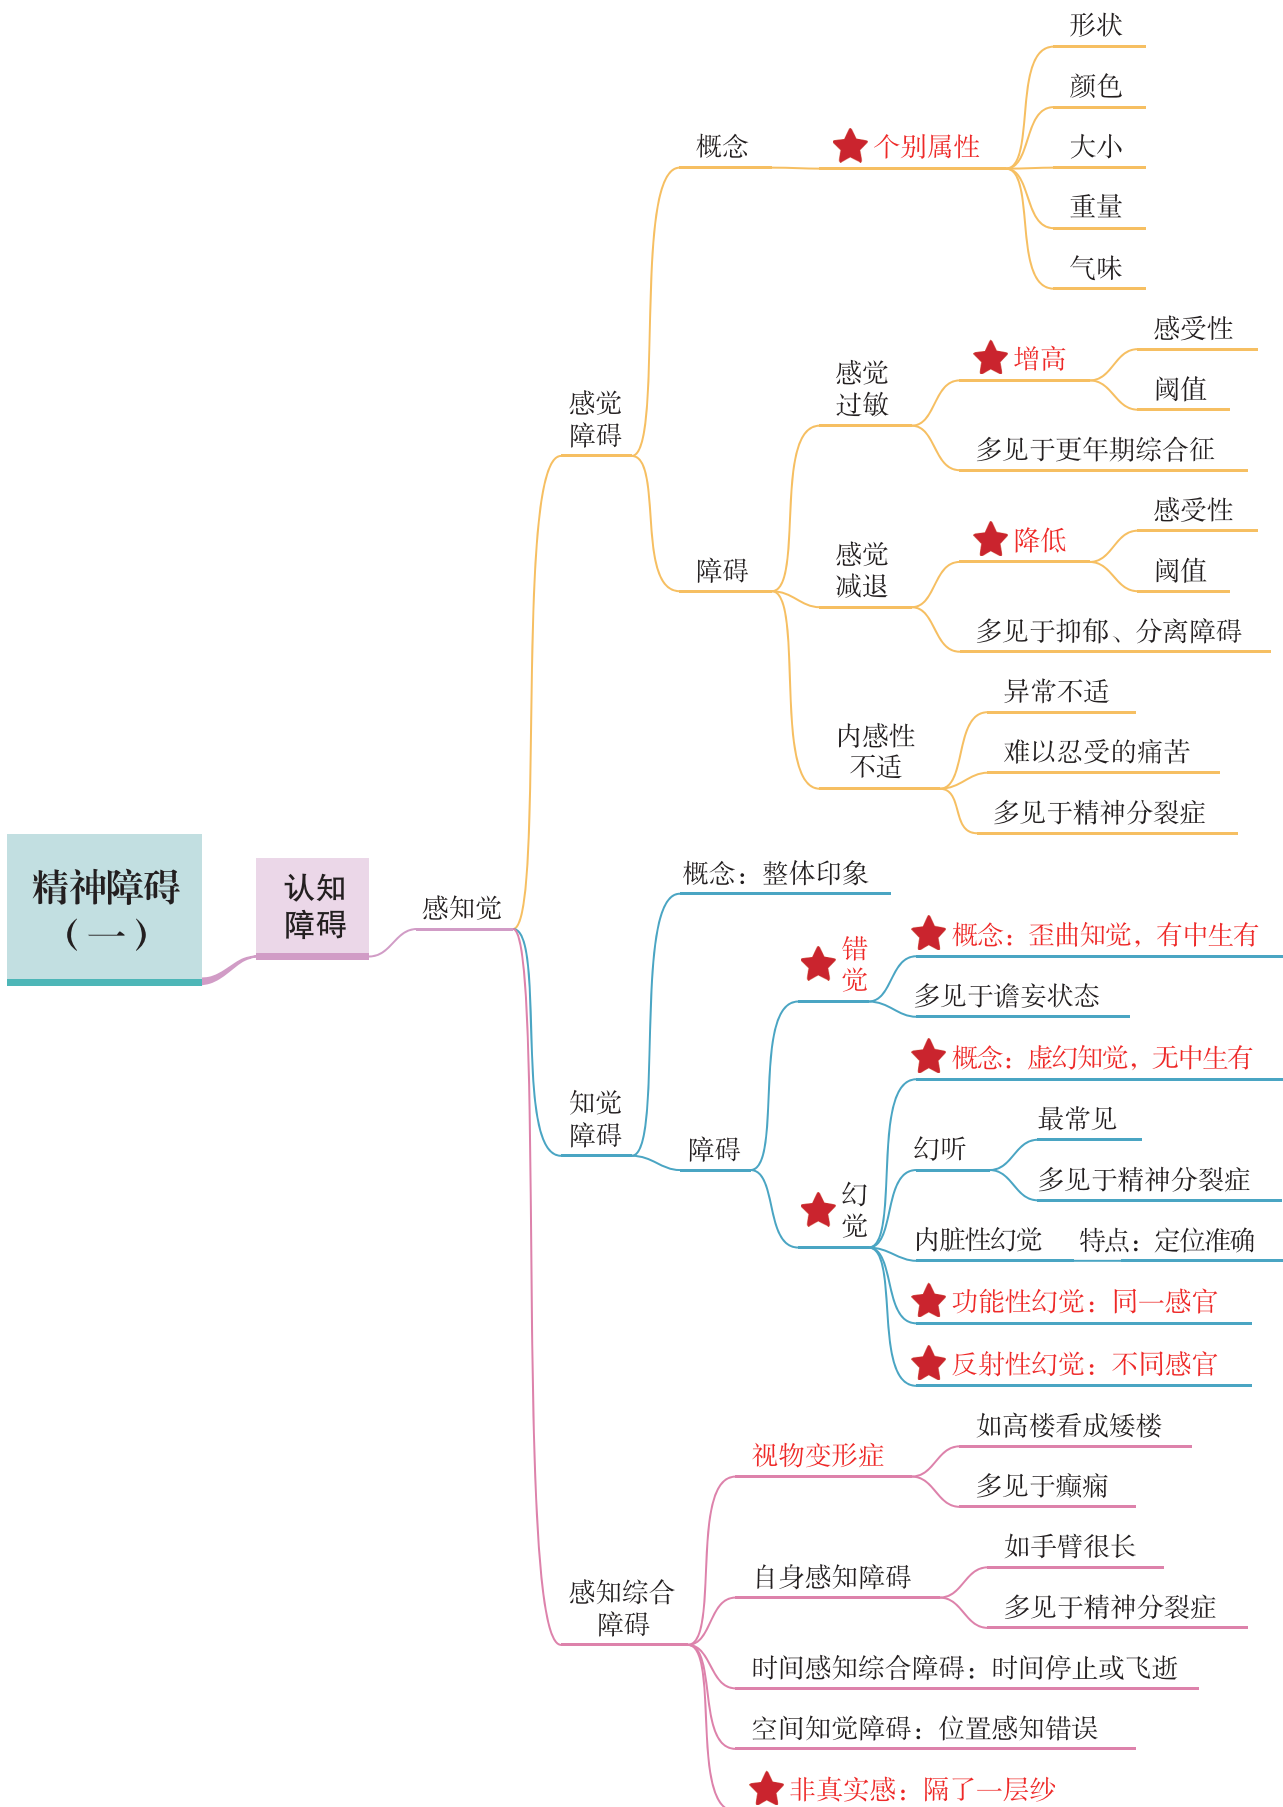 精神障碍
（一）
认知
障碍
感知觉
感觉
障碍
概念
个别属性
形状
颜色
大小
重量
气味
障碍
感觉
过敏
增高
感受性
阈值
多见于更年期综合征
感觉
减退
降低
感受性
阈值
多见于抑郁、分离障碍
内感性
不适
异常不适
难以忍受的痛苦
多见于精神分裂症
知觉
障碍
概念：整体印象
障碍
错
觉
概念：歪曲知觉，有中生有
多见于谵妄状态
幻
觉
概念：虚幻知觉，无中生有
幻听
最常见
多见于精神分裂症
内脏性幻觉
特点：定位准确
功能性幻觉：同一感官
反射性幻觉：不同感官
感知综合
障碍
视物变形症
如高楼看成矮楼
多见于癫痫
自身感知障碍
如手臂很长
多见于精神分裂症
时间感知综合障碍：时间停止或飞逝
空间知觉障碍：位置感知错误
非真实感：隔了一层纱